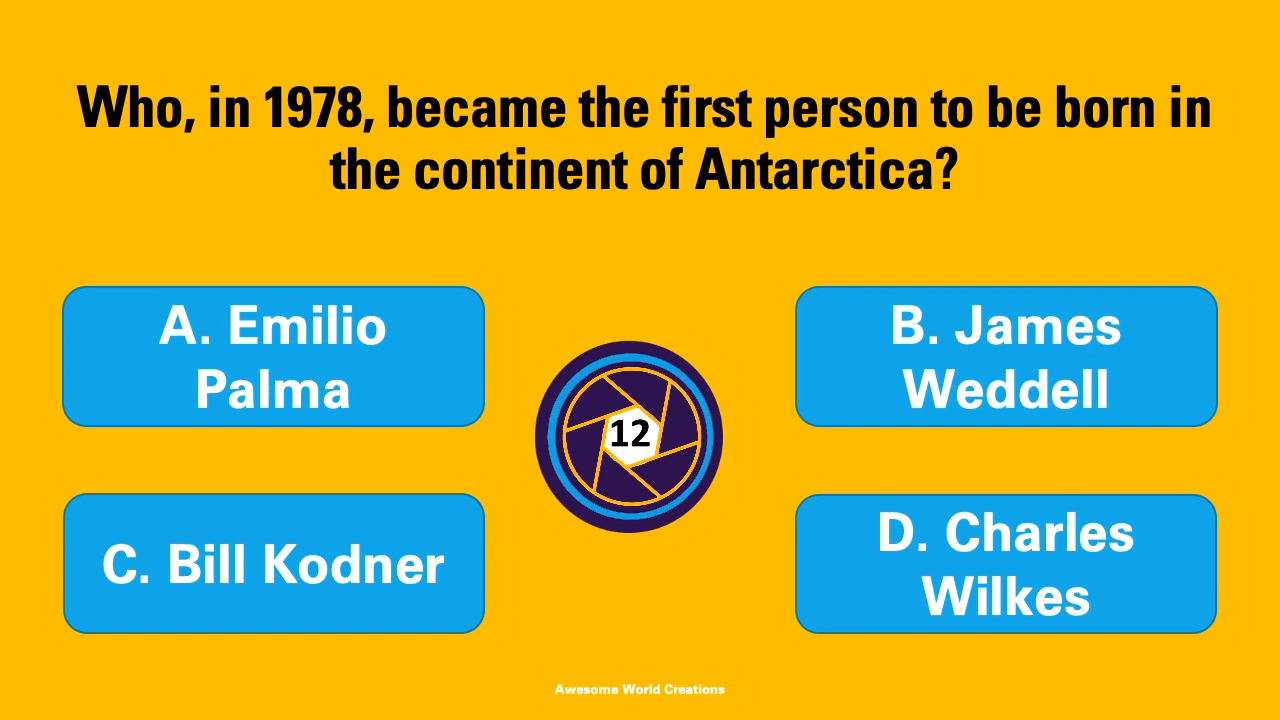 Who, in 1978, became the first person to be born in
the continent of Antarctica?
A. Emilio
Palma
B. James
Weddell
12
C. Bill Kodner
D. Charles
Wilkes
Awesome World Creations